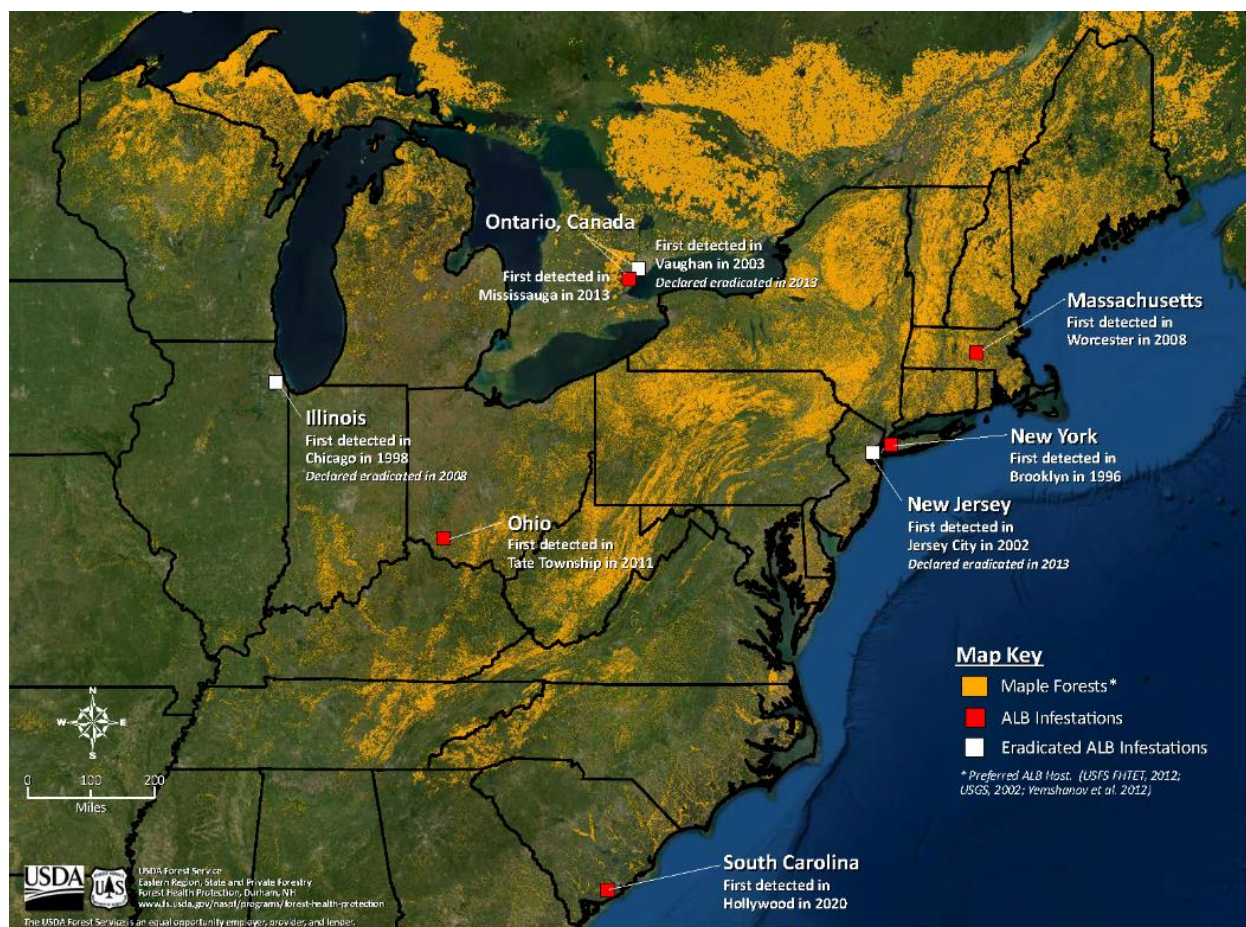 Ontario, Canada
First detected in
Vaughan in 2003
Declared eradicated in 2013
First detected in
Mississauga in 2013
Massachusetts
First detected in
Worcester in 2008
Illinois
First detected in
Chicago in 1998
Declared eradicated in 2008
New York
First detected in
Brooklyn in 1996
New Jersey
First detected in
Jersey City in 2002
Declared eradicated in 2013
Ohio
First detected in
Tate Township in 2011
Map Key
Maple Forests*
ALB Infestations
Eradicated ALB Infestations
* Preferred ALB Host. (USFS FHTET, 2012;
USGS, 2002; Yemshanov et al. 2012)
N
W E
S
0 100 200
Miles
South Carolina
First detected in
Hollywood in 2020
USDA
UAS
USDA Forest Service
Eastern Region, State and Private Forestry
Forest Health Protection, Durham, NH
www.fs.usda.gov/naspf/programs/forest-health-protection
The USDA Forest Service is an equal opportunity employer, provider, and lender.